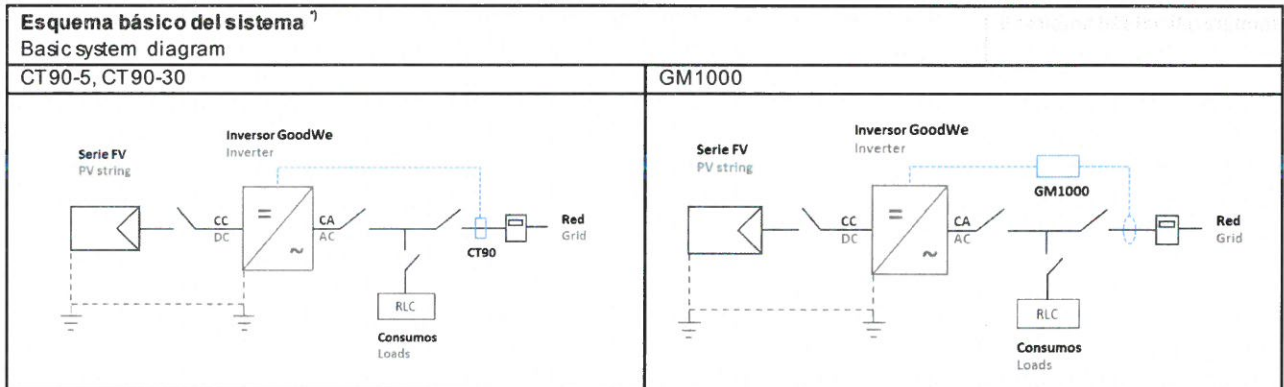 Esquema básico del sistema *)
Basic system diagram
CT90-5, CT90-30
GM1000
Inversor GoodWe
Inverter
Serie FV
PV string
CC
DC
=
~
CA
AC
CT90
Red
Grid
RLC
Consumos
Loads
Inversor GoodWe
Inverter
Serie FV
PV string
GM1000
CC
DC
=
~
CA
AC
Red
Grid
RLC
Consumos
Loads